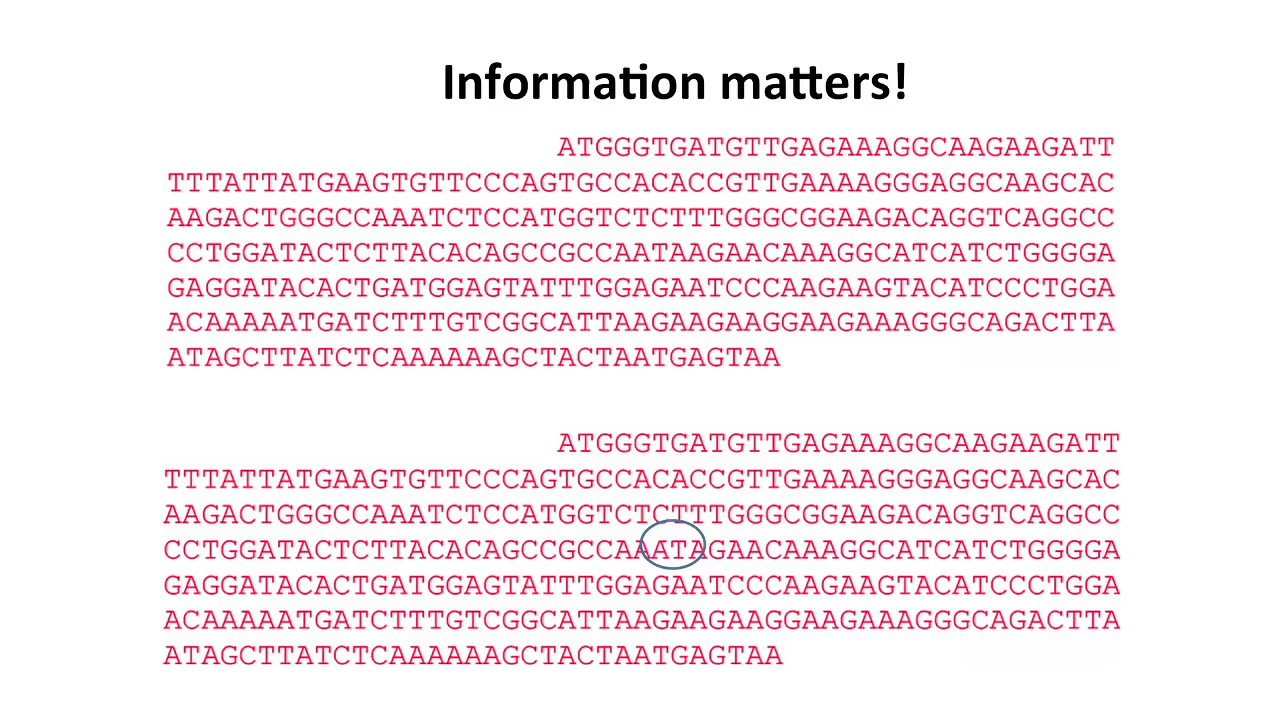 Information matters!
ATGGGTGATGTTGAGAAAGGCAAGAAGATT
TTTATTATGAAGTGTTCCCAGTGCCACACCGTTGAAAAGGGAGGCAAGCAC
AAGACTGGGCCAAATCTCCATGGTCTCTTTGGGCGGAAGACAGGTCAGGCC
CCTGGATACTCTTACACAGCCGCCAATAAGAACAAAGGCATCATCTGGGGA
GAGGATACACTGATGGAGTATTTGGAGAATCCCAAGAAGTACATCCCTGGA
ACAAAAATGATCTTTGTCGGCATTAAGAAGAAGGAAGAAAGGGCAGACTTA
ATAGCTTATCTCAAAAAAGCTACTAATGAGTAA
ATGGGTGATGTTGAGAAAGGCAAGAAGATT
TTTATTATGAAGTGTTCCCAGTGCCACACCGTTGAAAAGGGAGGCAAGCAC
AAGACTGGGCCAAATCTCCATGGTCTCTTTGGGCGGAAGACAGGTCAGGCC
CCTGGATACTCTTACACAGCCGCCAAATAGAACAAAGGCATCATCTGGGGA
GAGGATACACTGATGGAGTATTTGGAGAATCCCAAGAAGTACATCCCTGGA
ACAAAAATGATCTTTGTCGGCATTAAGAAGAAGGAAGAAAGGGCAGACTTA
ATAGCTTATCTCAAAAAAGCTACTAATGAGTAA